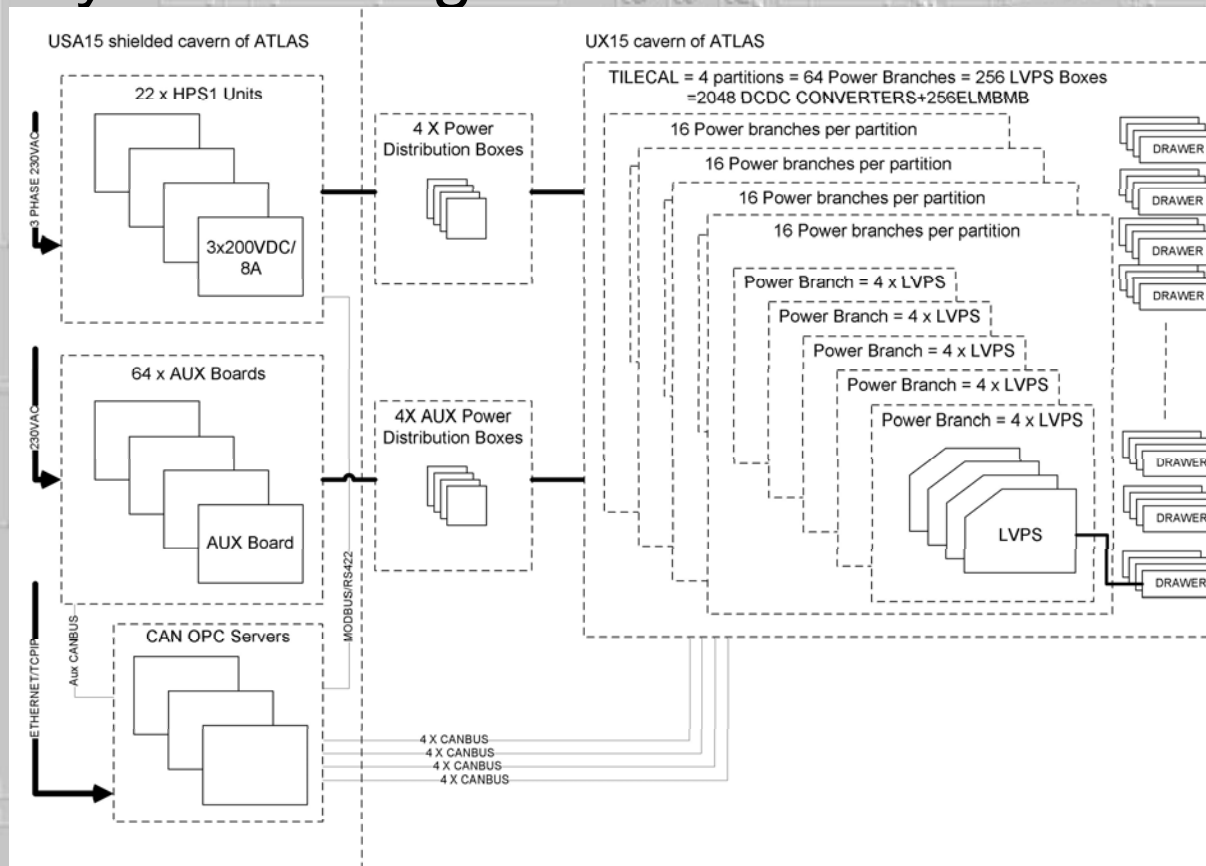 USA15 shielded cavern of ATLAS
UX15 cavern of ATLAS
22 x HPS1 Units
3 PHASE 230VAC
3x200VDC/
8A
4 X Power
Distribution Boxes
TILECAL = 4 partitions = 64 Power Branches = 256 LVPS Boxes
=2048 DCDC CONVERTERS+256ELMBMB
16 Power branches per partition
16 Power branches per partition
16 Power branches per partition
16 Power branches per partition
Power Branch = 4 x LVPS
Power Branch = 4 x LVPS
Power Branch = 4 x LVPS
Power Branch = 4 x LVPS
Power Branch = 4 x LVPS
LVPS
DRAWER
DRAWER
DRAWER
DRAWER
DRAWER
DRAWER
DRAWER
64 x AUX Boards
230VAC
AUX Board
4X AUX Power
Distribution Boxes
MODBUS/RS422
Aux CANBUS
ETHERNET/TCPIP
CAN OPC Servers
4 X CANBUS
4 X CANBUS
4 X CANBUS
4 X CANBUS